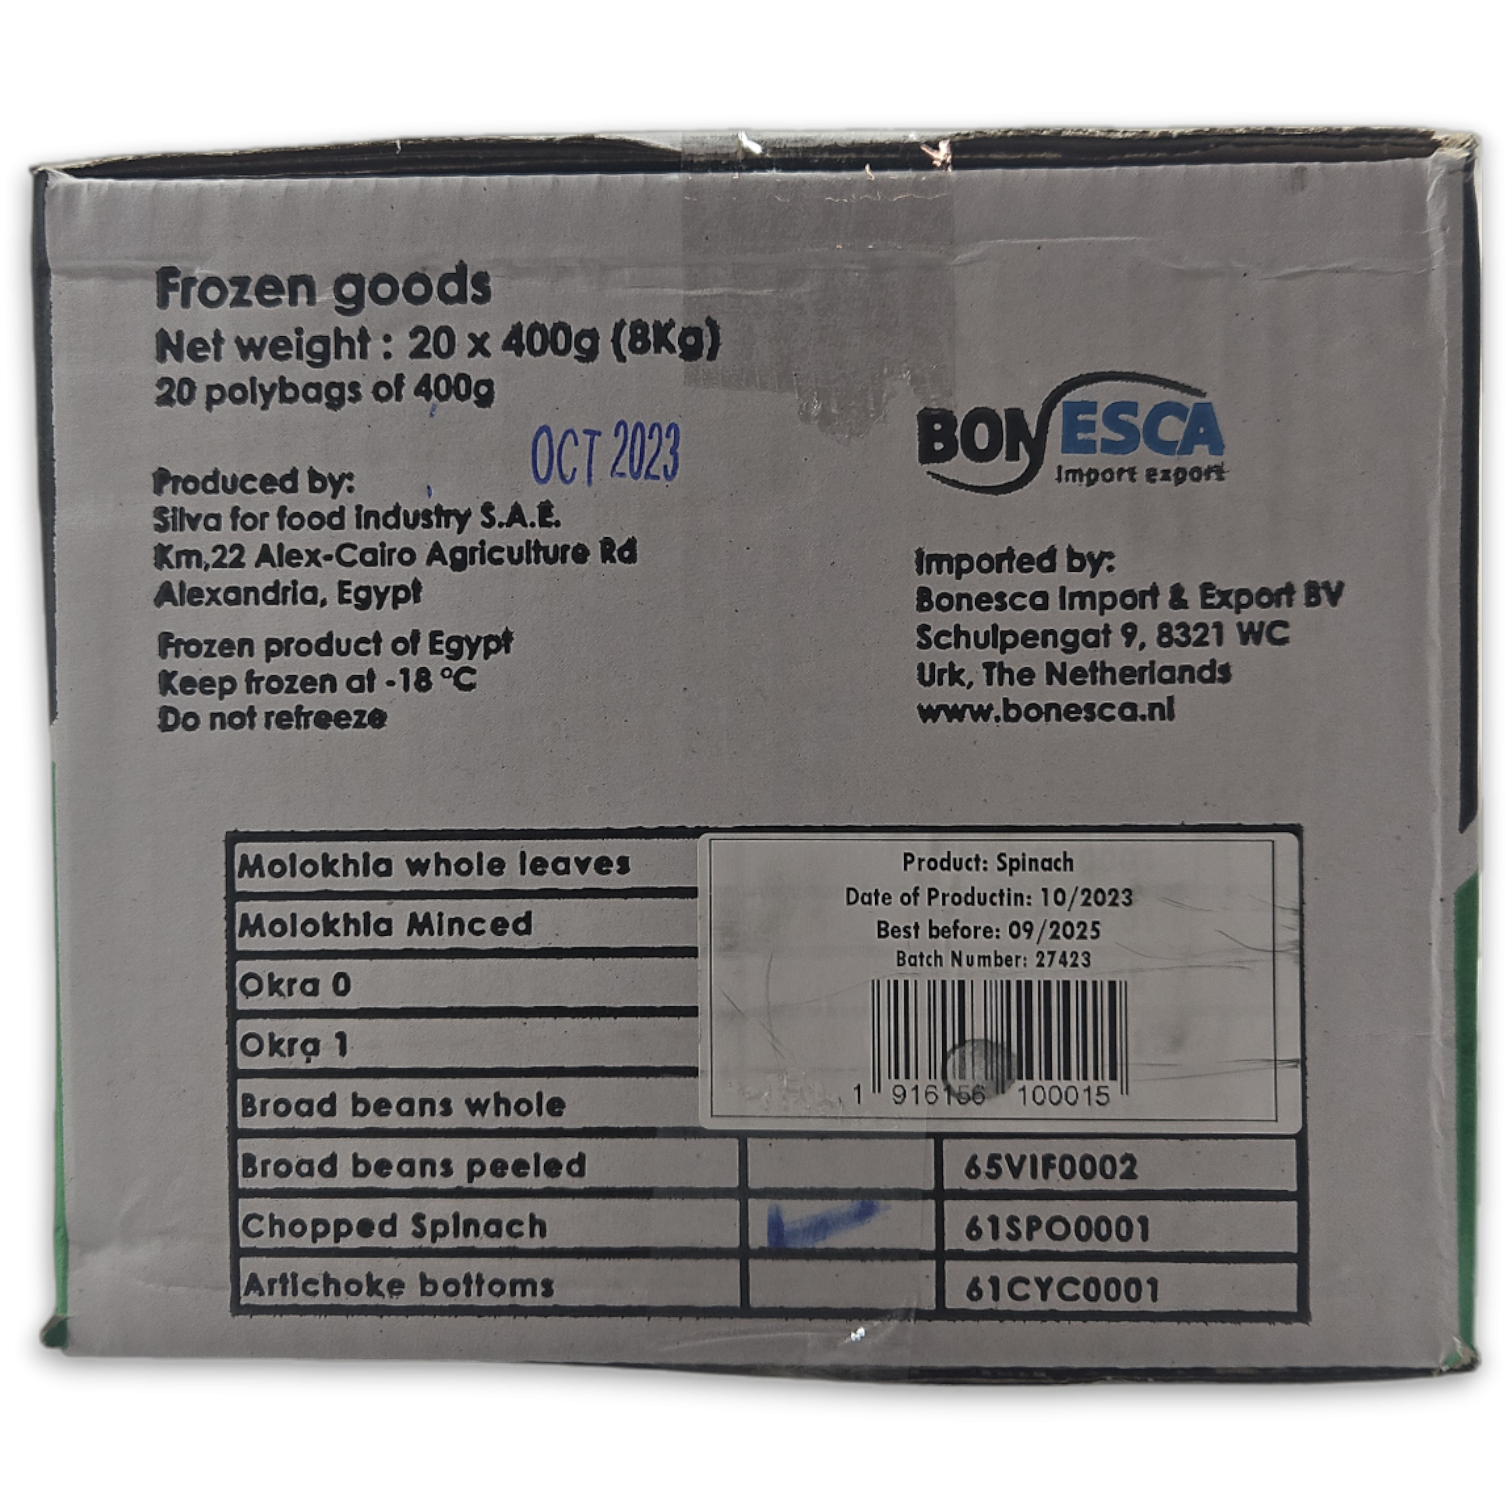 Frozen goods
Net weight : 20 x 400g (8Kg)
20 polybags of 400g
OCT 2023
Produced by:
Silva for food industry S.A.E.
Km,22 Alex-Cairo Agriculture Rd
Alexandria, Egypt
Frozen product of Egypt
Keep frozen at -18 °C
Do not refreeze
BONESCA
Import export
Imported by:
Bonesca Import & Export BV
Schulpengat 9, 8321 WC
Urk, The Netherlands
www.bonesca.nl
Molokhia whole leaves
Molokhia Minced
Okra 0
Okra 1
Broad beans whole
Product: Spinach
Date of Productin: 10/2023
Best before: 09/2025
Batch Number: 27423
1 916156 100015
Broad beans peeled 65VIF0002
Chopped Spinach 61SPO0001
Artichoke bottoms 61CYC0001